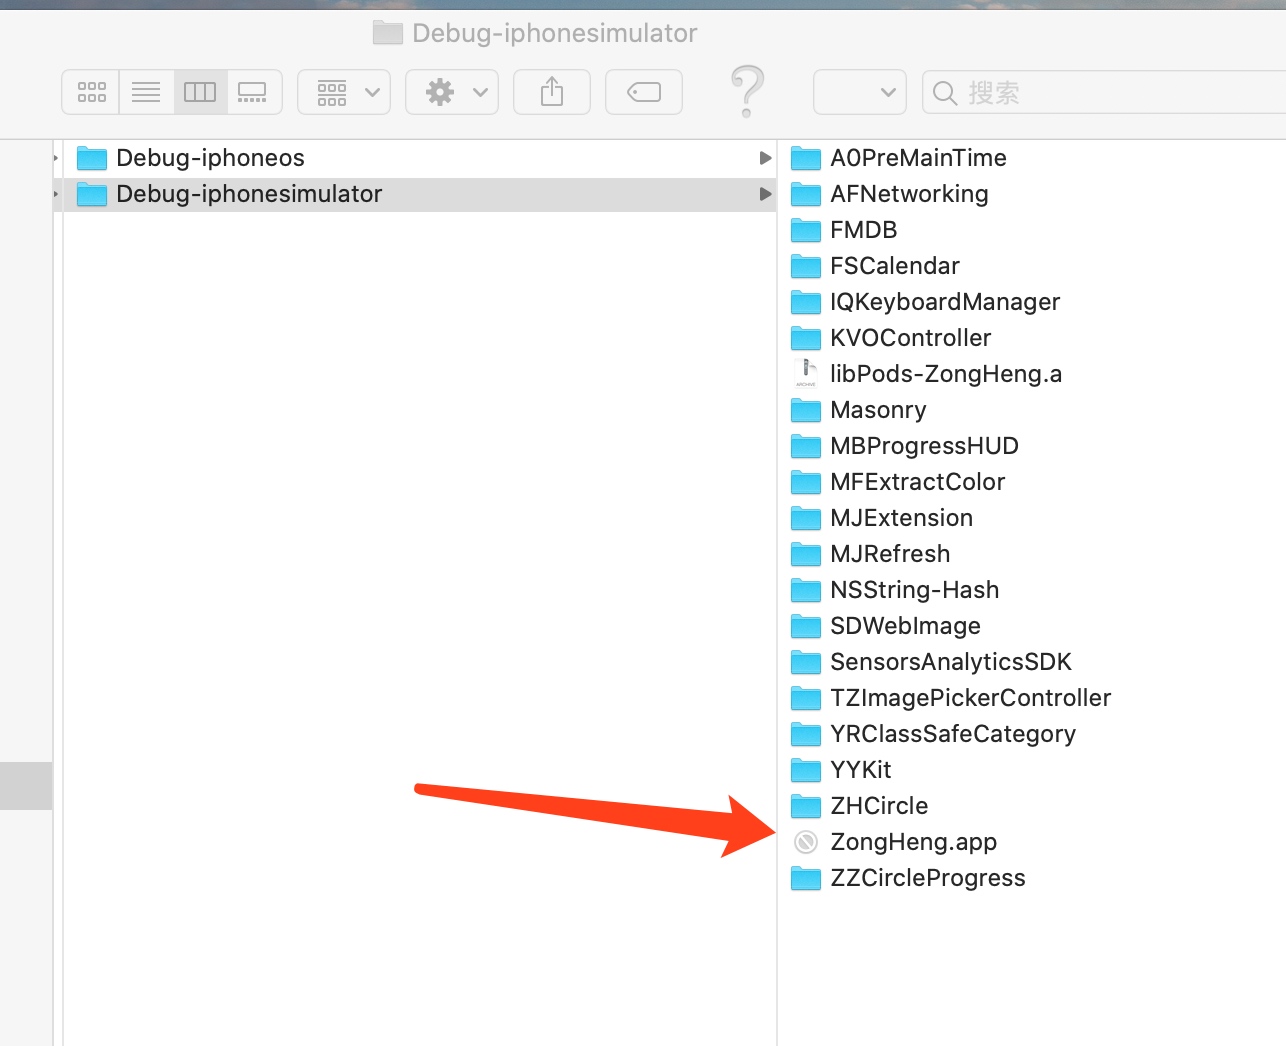 Debug-iphonesimulator
搜索
Debug-iphoneos
Debug-iphonesimulator
A0PreMainTime
AFNetworking
FMDB
FSCalendar
IQKeyboardManager
KVOController
libPods-ZongHeng.a
Masonry
MBProgressHUD
MFExtractColor
MJExtension
MJRefresh
NSString-Hash
SDWebImage
SensorsAnalyticsSDK
TZImagePickerController
YRClassSafeCategory
YYKit
ZHCircle
ZongHeng.app
ZZCircleProgress